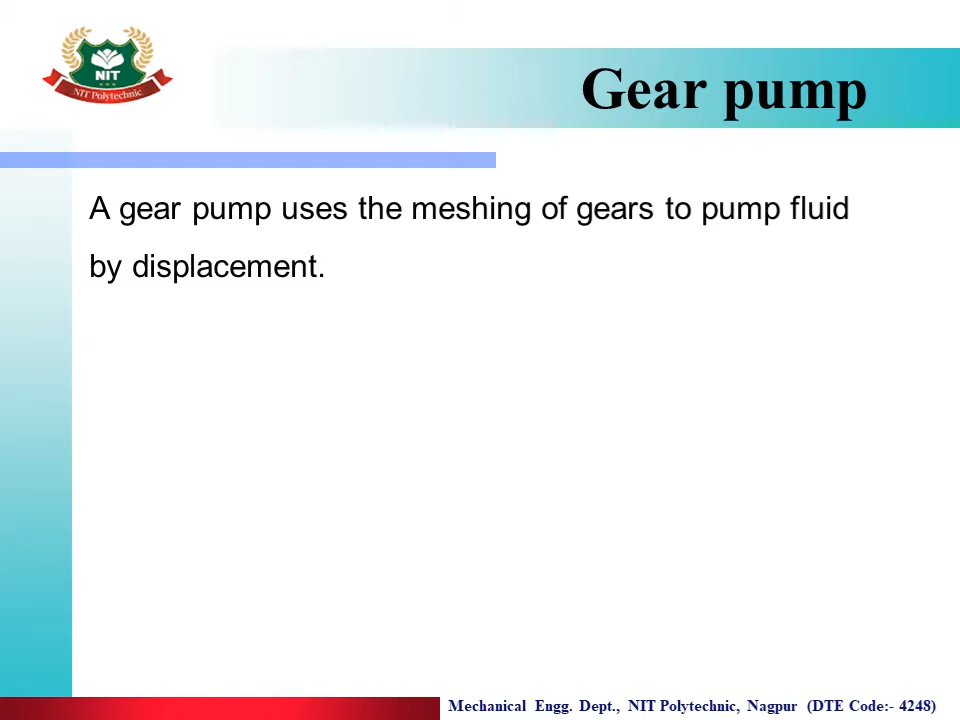 NIT
NIT Polytechnic
Gear pump
A gear pump uses the meshing of gears to pump fluid
by displacement.
Mechanical Engg. Dept., NIT Polytechnic, Nagpur (DTE Code:- 4248)